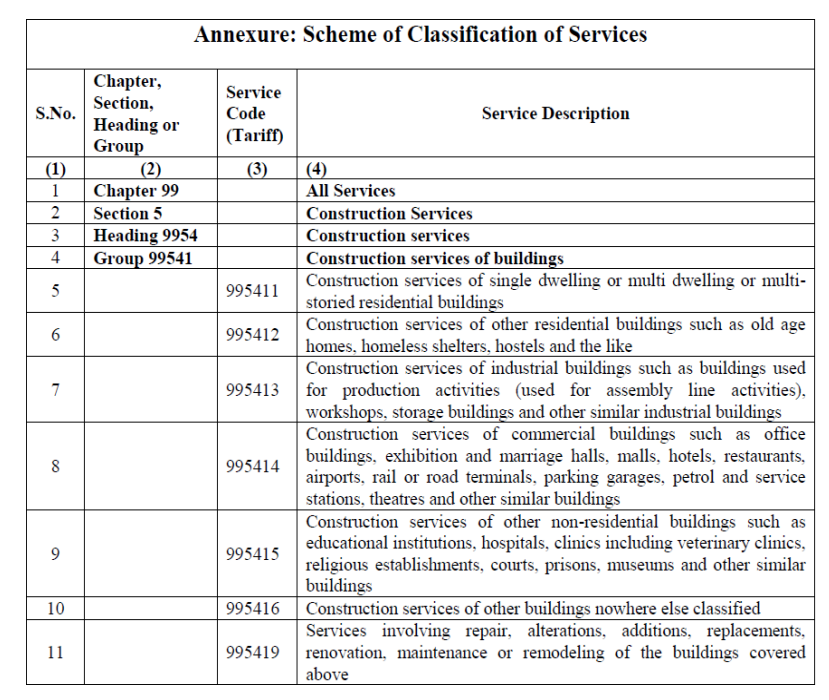 Annexure: Scheme of Classification of Services
S.No.
Chapter,
Section,
Heading or
Group
Service
Code
(Tariff)
Service Description
(1) (2) (3) (4)
1 Chapter 99 All Services
2 Section 5 Construction Services
3 Heading 9954 Construction services
4 Group 99541 Construction services of buildings
5 995411 Construction services of single dwelling or multi dwelling or multi-
storied residential buildings
6 995412 Construction services of other residential buildings such as old age
homes, homeless shelters, hostels and the like
7 995413 Construction services of industrial buildings such as buildings used
for production activities (used for assembly line activities),
workshops, storage buildings and other similar industrial buildings
8 995414 Construction services of commercial buildings such as office
buildings, exhibition and marriage halls, malls, hotels, restaurants,
airports, rail or road terminals, parking garages, petrol and service
stations, theatres and other similar buildings
9 995415 Construction services of other non-residential buildings such as
educational institutions, hospitals, clinics including veterinary clinics,
religious establishments, courts, prisons, museums and other similar
buildings
10 995416 Construction services of other buildings nowhere else classified
11 995419 Services involving repair, alterations, additions, replacements,
renovation, maintenance or remodeling of the buildings covered
above